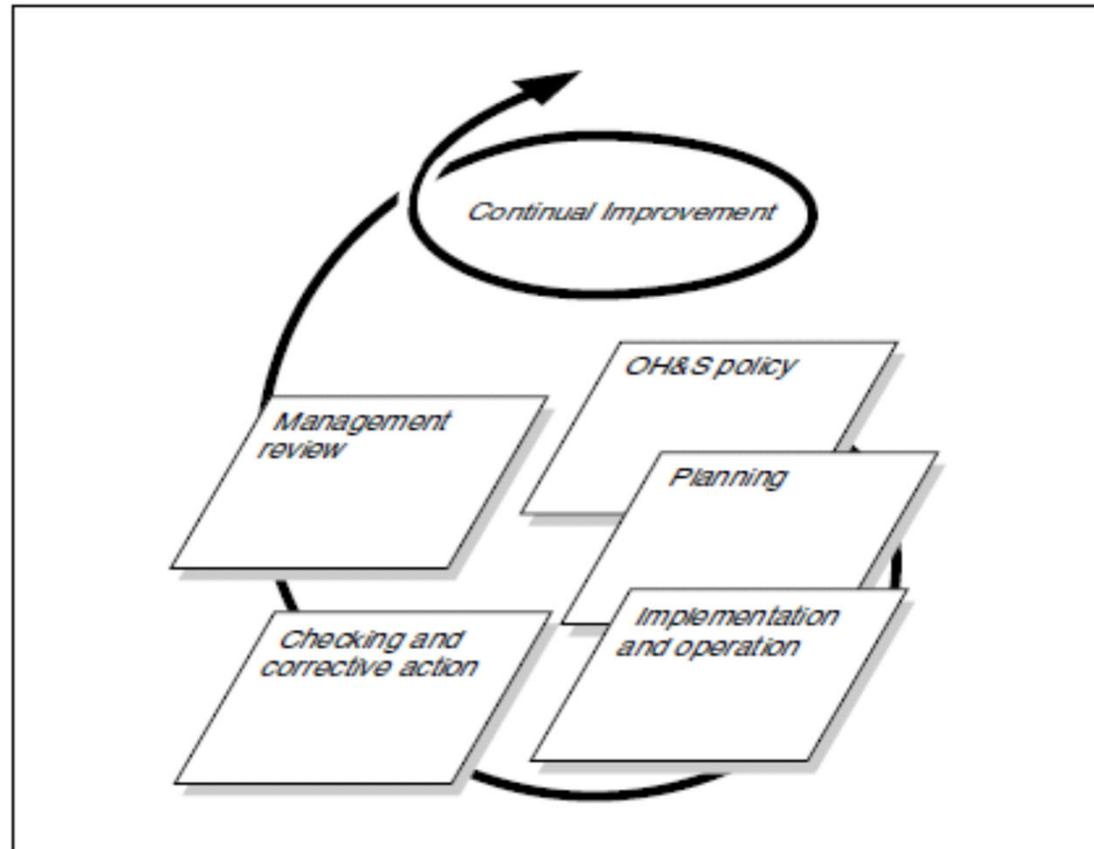 Continual Improvement
OH&S policy
Management
review
Planning
Implementation
and operation
Checking and
corrective action